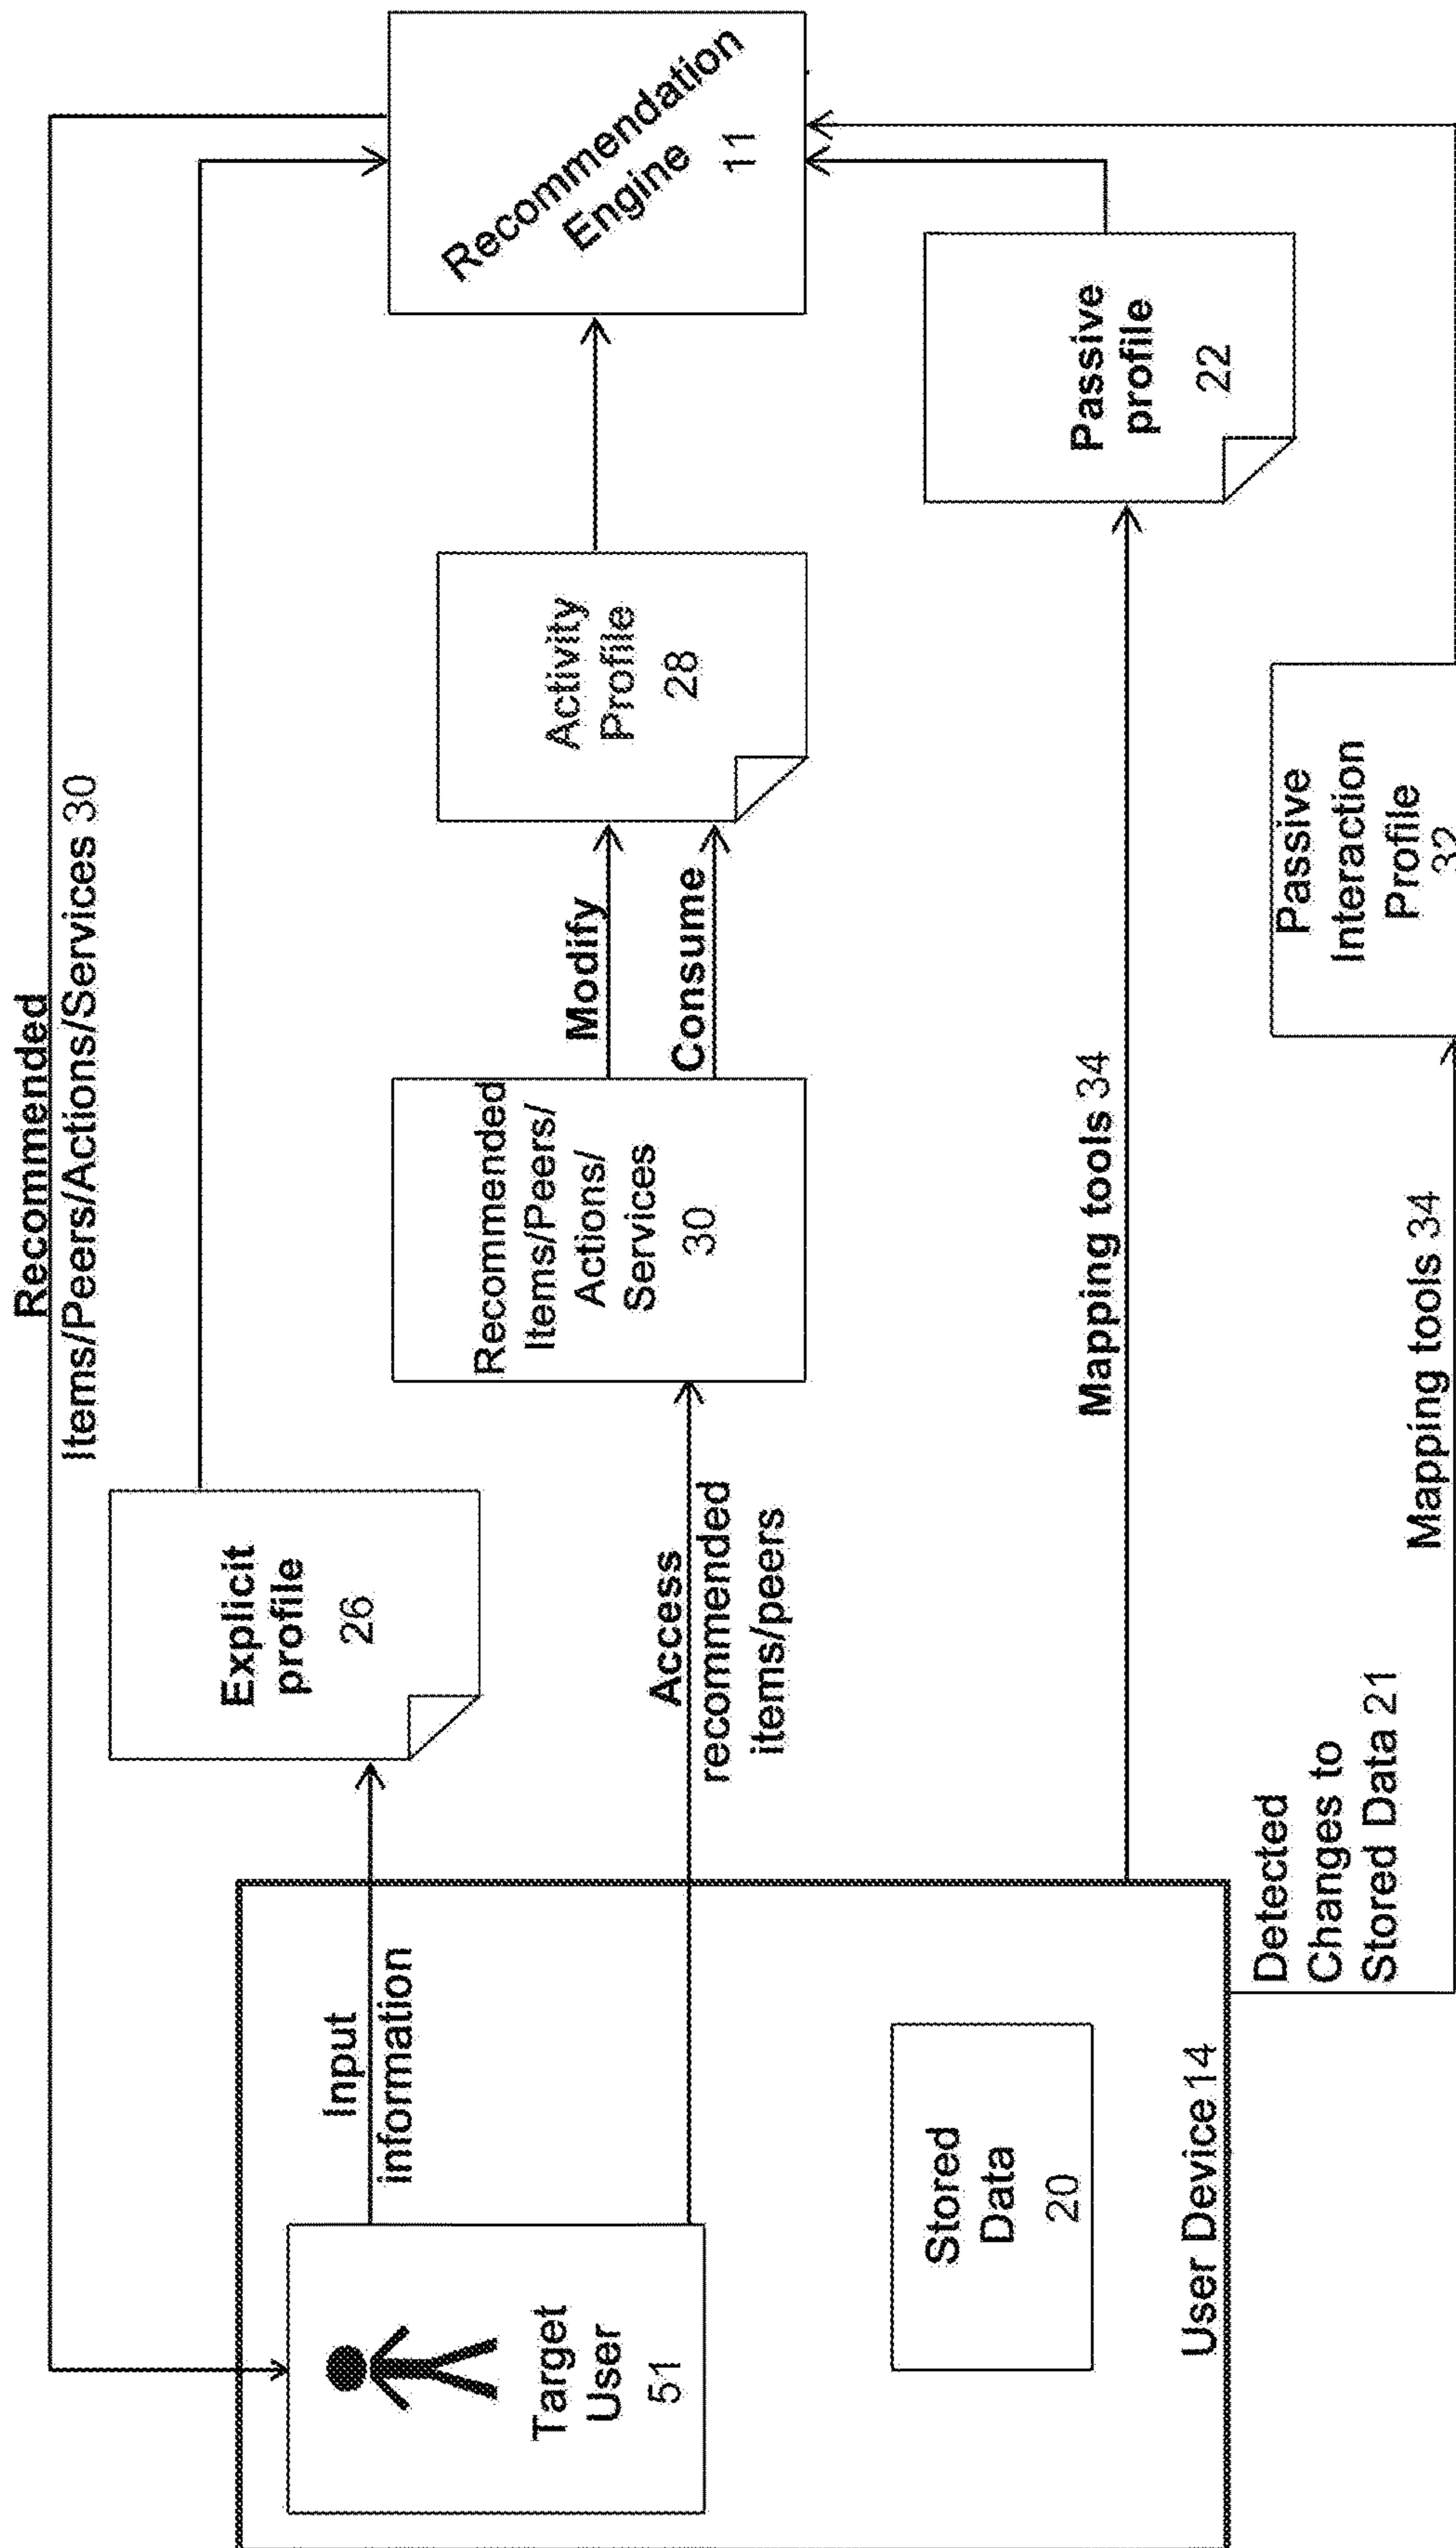 Recommended
Items/Peers/Actions/Services 30
Explicit
profile
26
Input
information
Target
User
51
Access
recommended
items/peers
Recommended
Items/Peers/
Actions/
Services
30
Modify
Consume
Activity
Profile
28
Recommendation
Engine
11
Stored
Data
20
User Device 14
Mapping tools 34
Passive
profile
22
Detected
Changes to
Stored Data 21
Mapping tools 34
Passive
Interaction
Profile
32